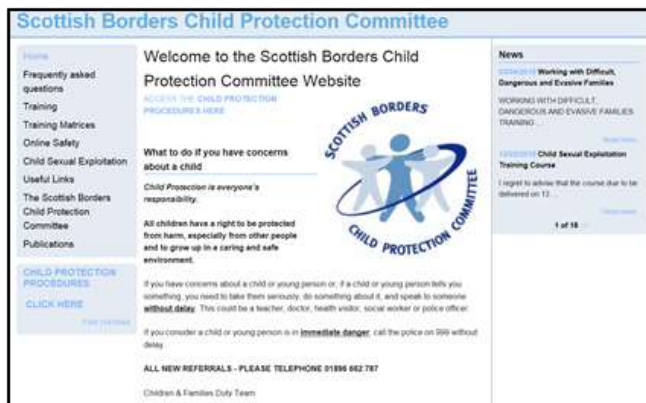 Scottish Borders Child Protection Committee
Home
Frequently asked
questions
Training
Training Matrices
Online Safety
Child Sexual Exploitation
Useful Links
The Scottish Borders
Child Protection
Committee
Publications
CHILD PROTECTION
PROCEDURES
CLICK HERE
Welcome to the Scottish Borders Child
Protection Committee Website
ACCESS THE CHILD PROTECTION
PROCEDURES HERE
SCOTTISH BORDERS
CHILD PROTECTION COMMITTEE
What to do if you have concerns
about a child
Child Protection is everyone's
responsibility.
All children have a right to be protected
from harm, especially from other people
and to grow up in a caring and safe
environment.
If you have concerns about a child or young person or, if a child or young person tells you
something, you need to take them seriously, do something about it, and speak to someone
without delay. This could be a teacher, doctor, health visitor, social worker or police officer.
If you consider a child or young person is in immediate danger, call the police on 999 without
delay.
ALL NEW REFERRALS - PLEASE TELEPHONE 01896 662 787
Children & Families Duty Team
News
Working with Difficult,
Dangerous and Evasive Families
WORKING WITH DIFFICULT,
DANGEROUS AND EVASIVE FAMILIES
TRAINING ...
Read more
Child Sexual Exploitation
Training Course
I regret to advise that the course due to be
delivered on 13 ...
Read more
1 of 18